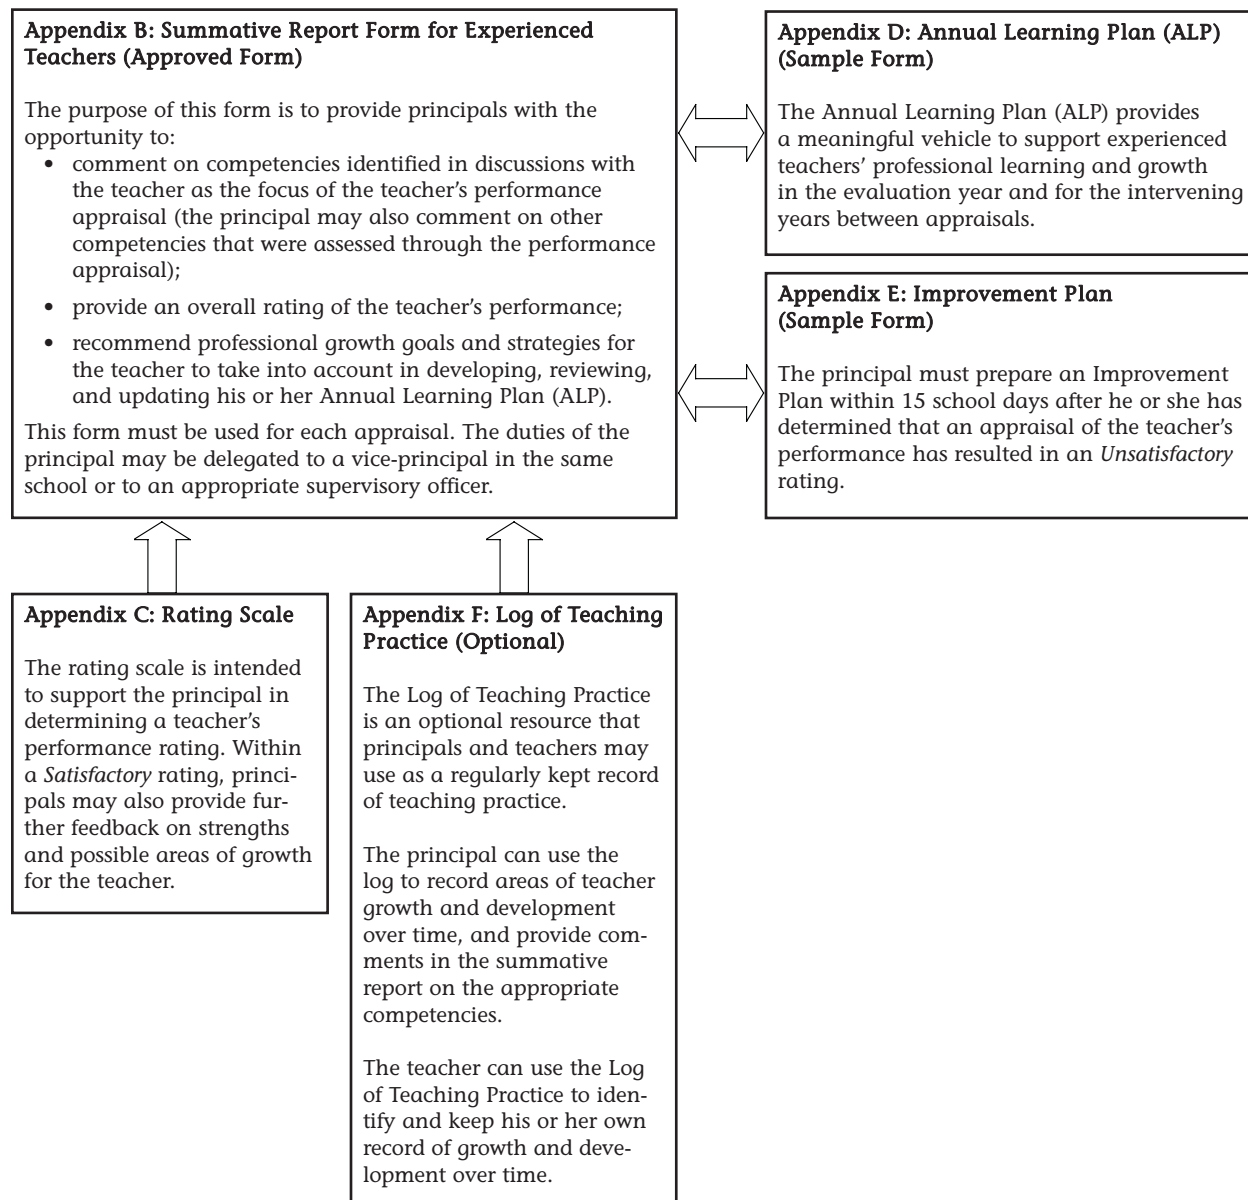 Appendix B: Summative Report Form for Experienced
Teachers (Approved Form)
The purpose of this form is to provide principals with the
opportunity to:
• comment on competencies identified in discussions with
the teacher as the focus of the teacher's performance
appraisal (the principal may also comment on other
competencies that were assessed through the performance
appraisal);
• provide an overall rating of the teacher's performance;
• recommend professional growth goals and strategies for
the teacher to take into account in developing, reviewing,
and updating his or her Annual Learning Plan (ALP).
This form must be used for each appraisal. The duties of the
principal may be delegated to a vice-principal in the same
school or to an appropriate supervisory officer.
Appendix D: Annual Learning Plan (ALP)
(Sample Form)
The Annual Learning Plan (ALP) provides
a meaningful vehicle to support experienced
teachers' professional learning and growth
in the evaluation year and for the intervening
years between appraisals.
Appendix E: Improvement Plan
(Sample Form)
The principal must prepare an Improvement
Plan within 15 school days after he or she has
determined that an appraisal of the teacher's
performance has resulted in an Unsatisfactory
rating.
Appendix C: Rating Scale
The rating scale is intended
to support the principal in
determining a teacher's
performance rating. Within
a Satisfactory rating, princi-
pals may also provide fur-
ther feedback on strengths
and possible areas of growth
for the teacher.
Appendix F: Log of Teaching
Practice (Optional)
The Log of Teaching Practice
is an optional resource that
principals and teachers may
use as a regularly kept record
of teaching practice.
The principal can use the
log to record areas of teacher
growth and development
over time, and provide com-
ments in the summative
report on the appropriate
competencies.
The teacher can use the Log
of Teaching Practice to iden-
tify and keep his or her own
record of growth and deve-
lopment over time.